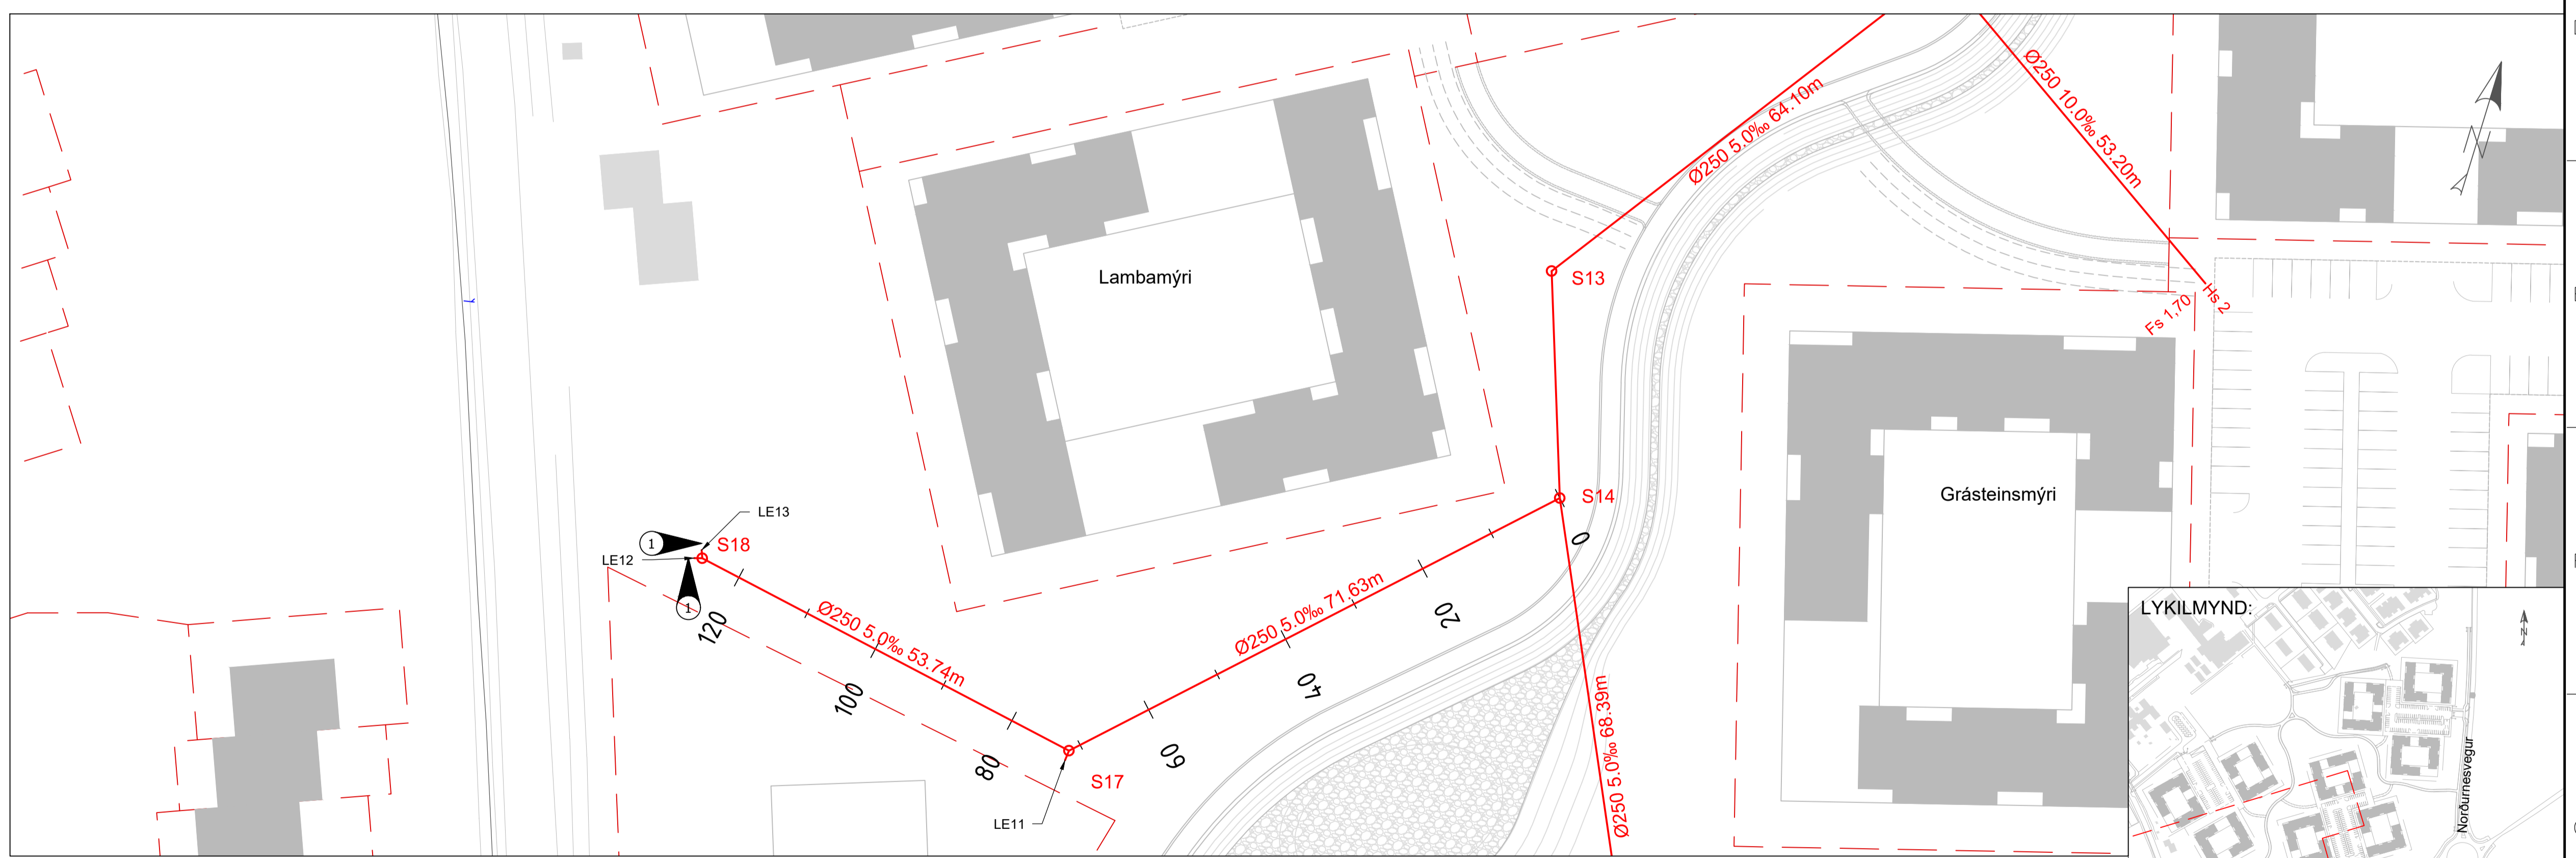 Ø250 5.0‰ 64.10m
Ø250 10.0‰ 53.20m
N
Lambamýri
S13
Hs 2
Fs 1,70
Grásteinsmýri
S14
LE13
1
S18
LE12
1
0
120
Ø250 5.0‰ 53.74m
Ø250 5.0‰ 71.63m
20
40
100
60
80
S17
LE11
Ø250 5.0‰ 68.39m
LYKILMYND:
N
Norðurnesvegur